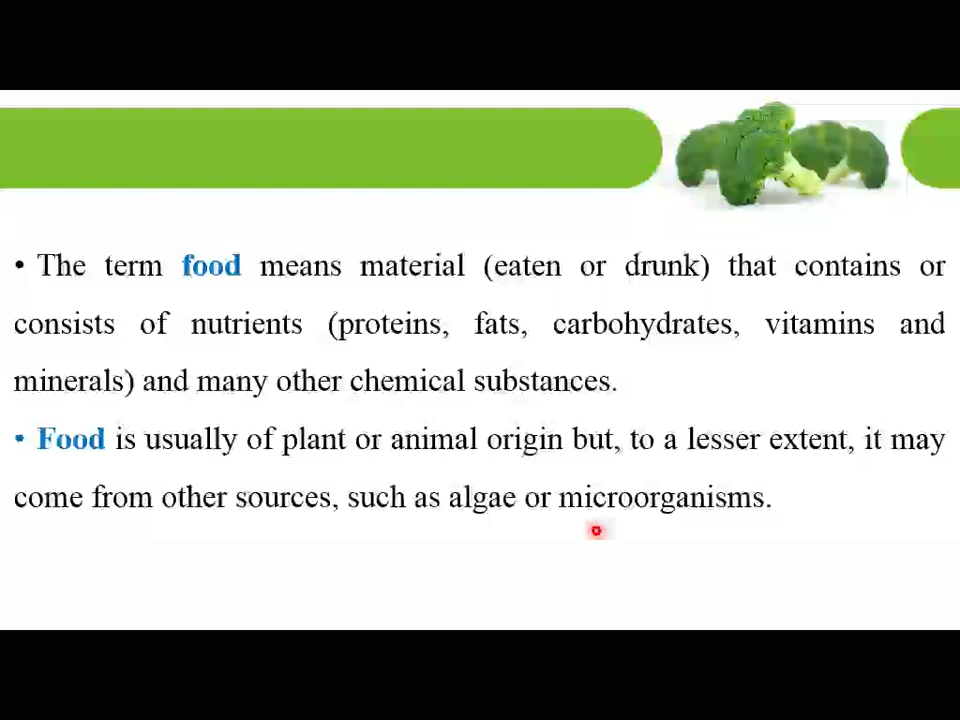 • The term food means material (eaten or drunk) that contains or
consists of nutrients (proteins, fats, carbohydrates, vitamins and
minerals) and many other chemical substances.
• Food is usually of plant or animal origin but, to a lesser extent, it may
come from other sources, such as algae or microorganisms.